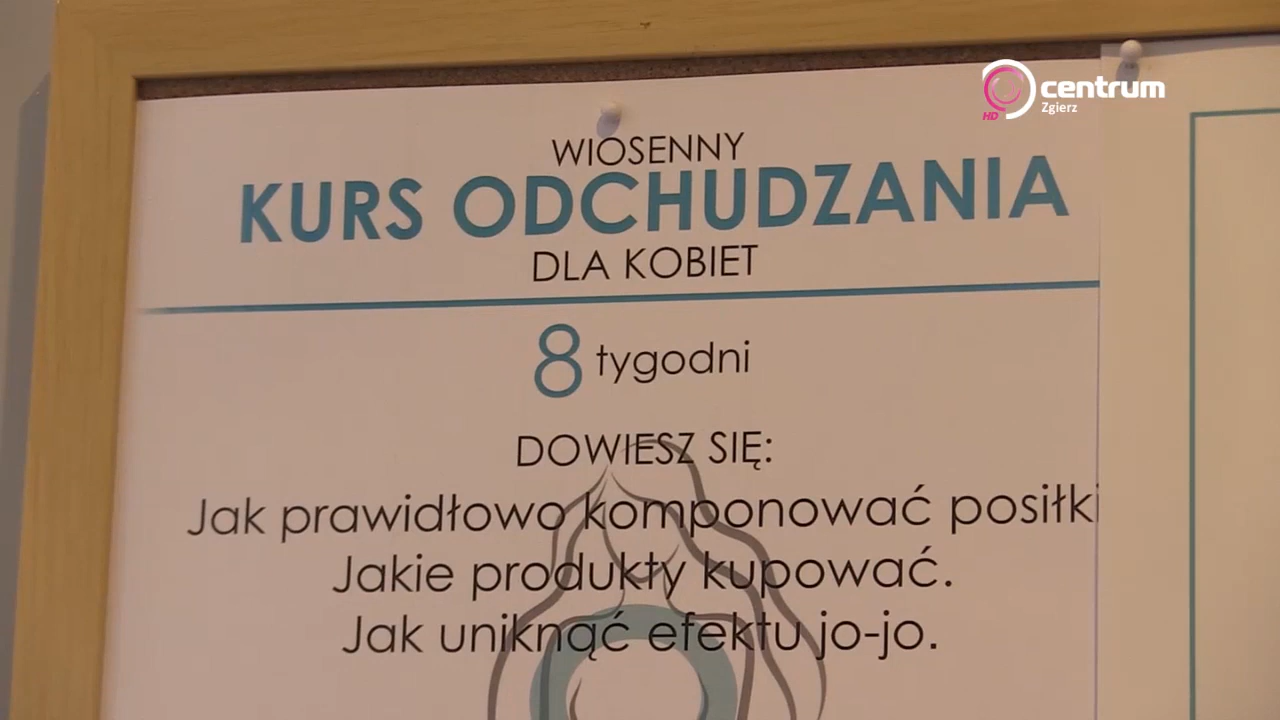 centrum
Zgierz
HD
WIOSENNY
KURS ODCHUDZANIA
DLA KOBIET
8 tygodni
DOWIESZ SIĘ:
Jak prawidłowo komponować posiłki
Jakie produkty kupować.
Jak uniknąć efektu jo-jo.